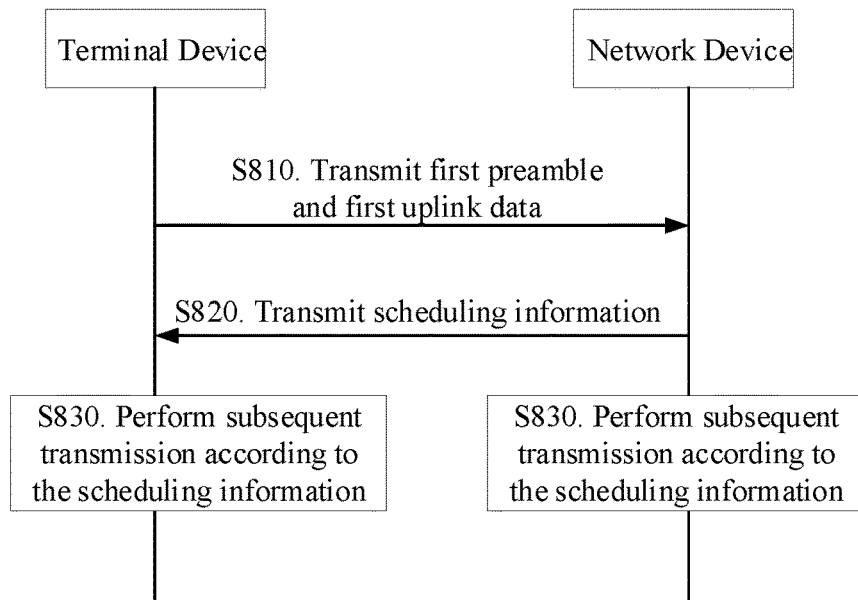 Terminal Device
Network Device
S810. Transmit first preamble
and first uplink data
S820. Transmit scheduling information
S830. Perform subsequent
transmission according to
the scheduling information
S830. Perform subsequent
transmission according to
the scheduling information